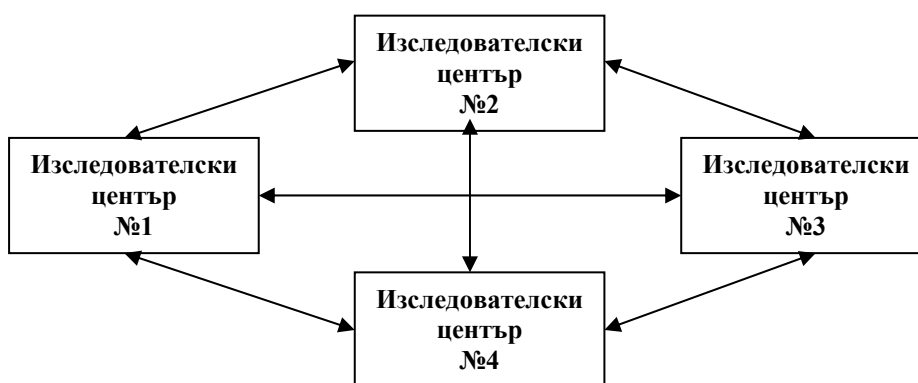 Изследователски
център
№2
Изследователски
център
№1
Изследователски
център
№3
Изследователски
център
№4